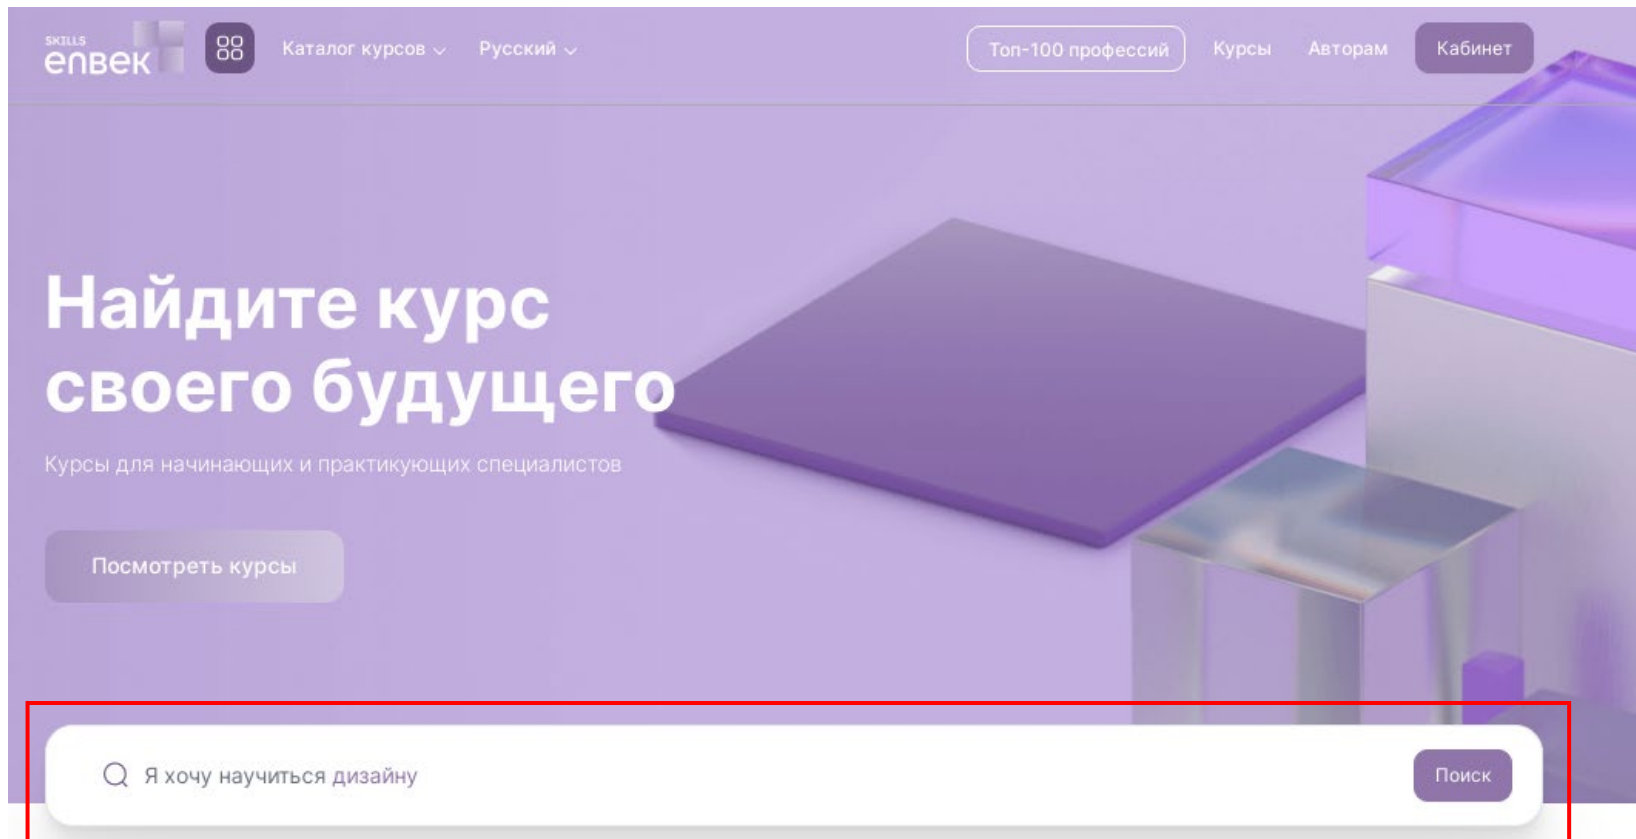 SKILLS
enbek
Каталог курсов
Русский
Топ-100 профессий
Курсы
Авторам
Кабинет
Найдите курс
своего будущего
Курсы для начинающих и практикующих специалистов
Посмотреть курсы
Я хочу научиться дизайну
Поиск